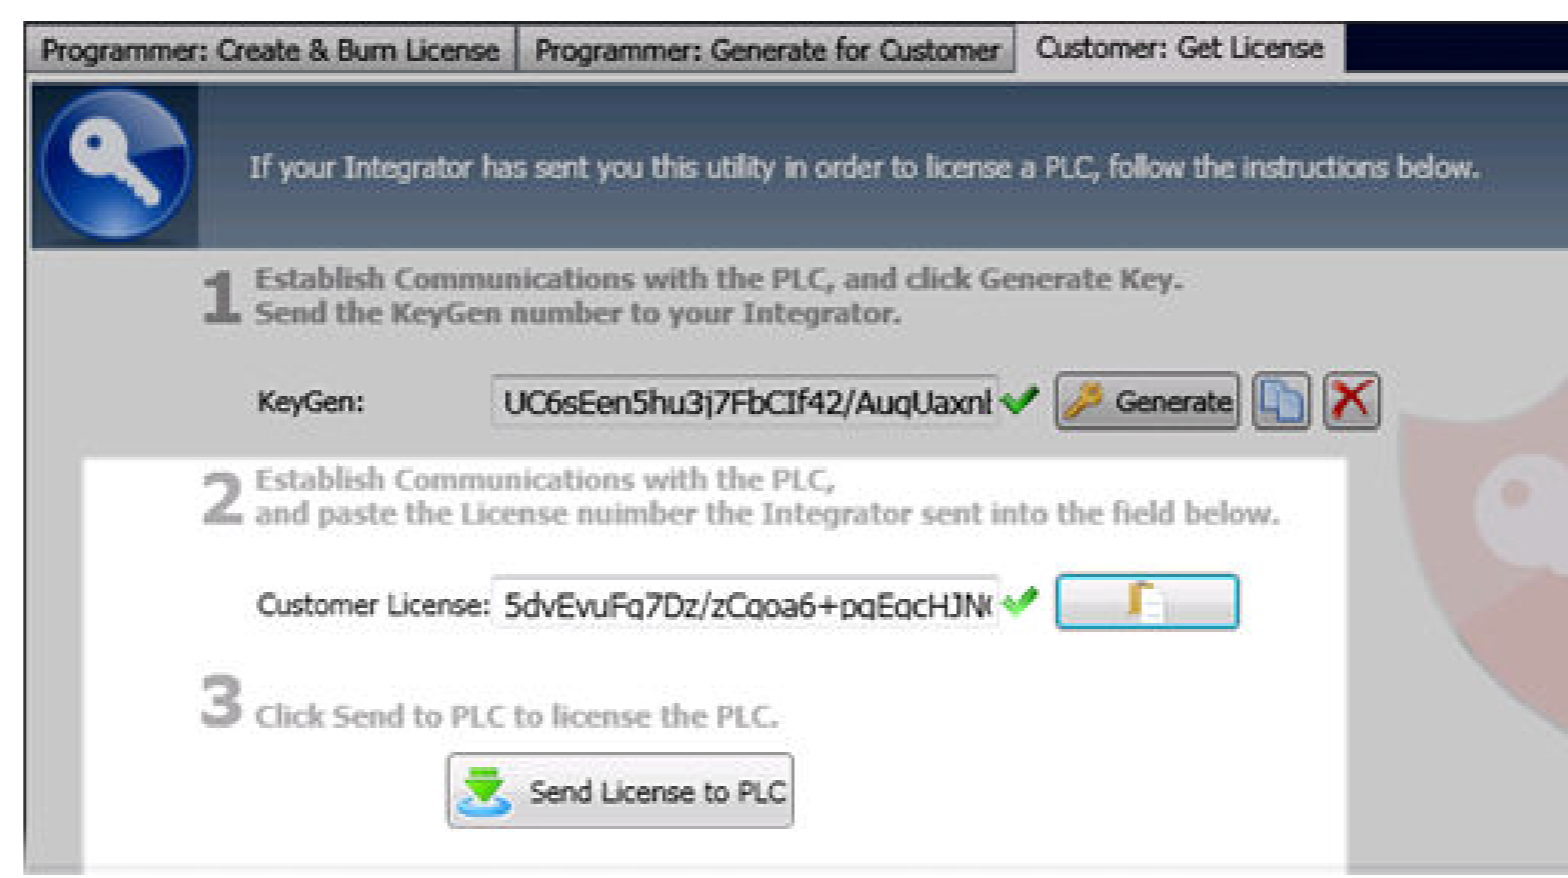 Programmer: Create & Burn License Programmer: Generate for Customer Customer: Get License
If your Integrator has sent you this utility in order to license a PLC, follow the instructions below.
1 Establish Communications with the PLC, and click Generate Key.
Send the KeyGen number to your Integrator.
KeyGen: UC6sEen5hu3j7FbCIf42/AuqUaxn Generate
2 Establish Communications with the PLC,
and paste the License nuimber the Integrator sent into the field below.
Customer License: 5dvEvuFq7Dz/zCqoa6+pqEqcHJN
3 Click Send to PLC to license the PLC.
Send License to PLC